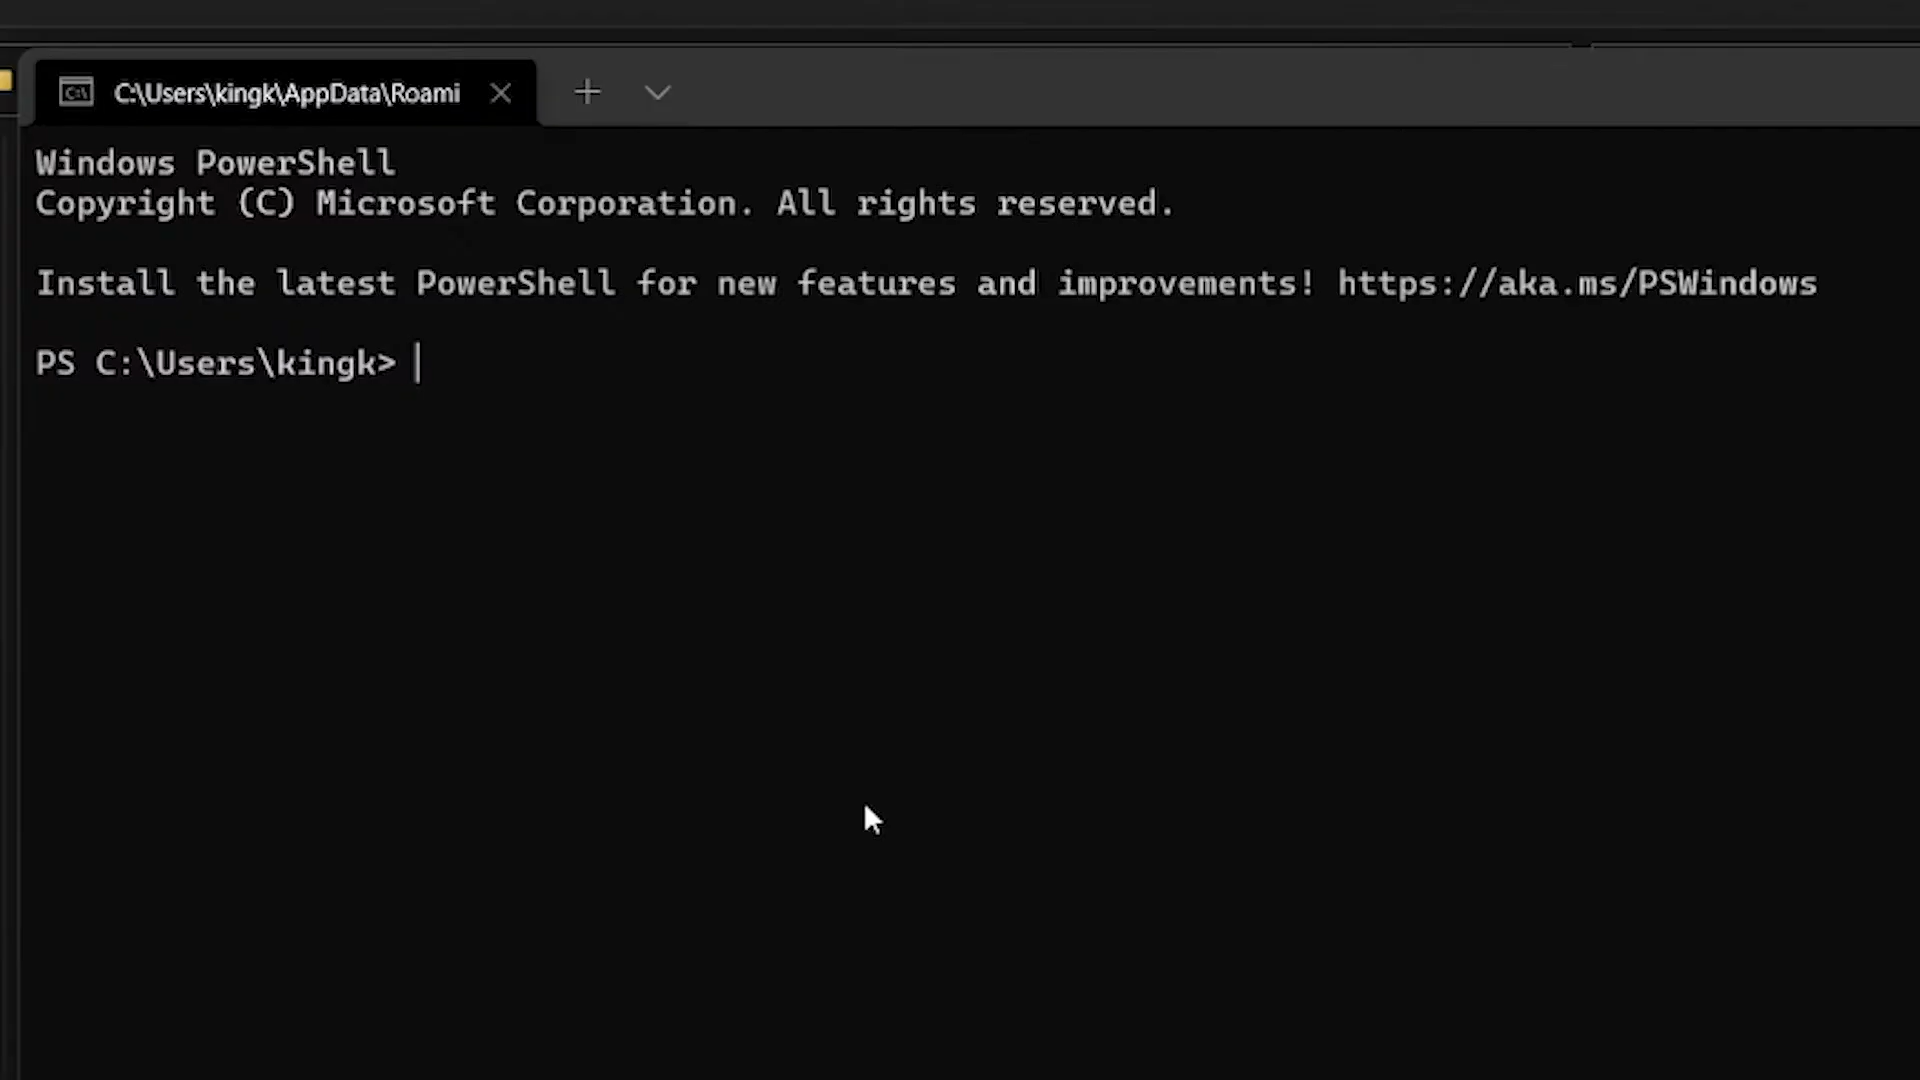 C:\Users\kingk\AppData\Roami
Windows PowerShell
Copyright (C) Microsoft Corporation. All rights reserved.
Install the latest PowerShell for new features and improvements! https://aka.ms/PSWindows
PS C:\Users\kingk>